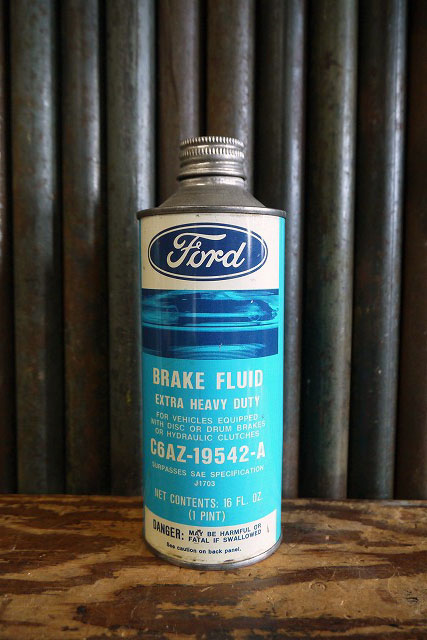 Ford
BRAKE FLUID
EXTRA HEAVY DUTY
FOR VEHICLES EQUIPPED
WITH DISC OR DRUM BRAKES
OR HYDRAULIC CLUTCHES
C6AZ-19542-A
SURPASSES SAE SPECIFICATION
J1703
NET CONTENTS: 16 FL. OZ.
(1 PINT)
DANGER: MAY BE HARMFUL OR
FATAL IF SWALLOWED
See caution on back panel.